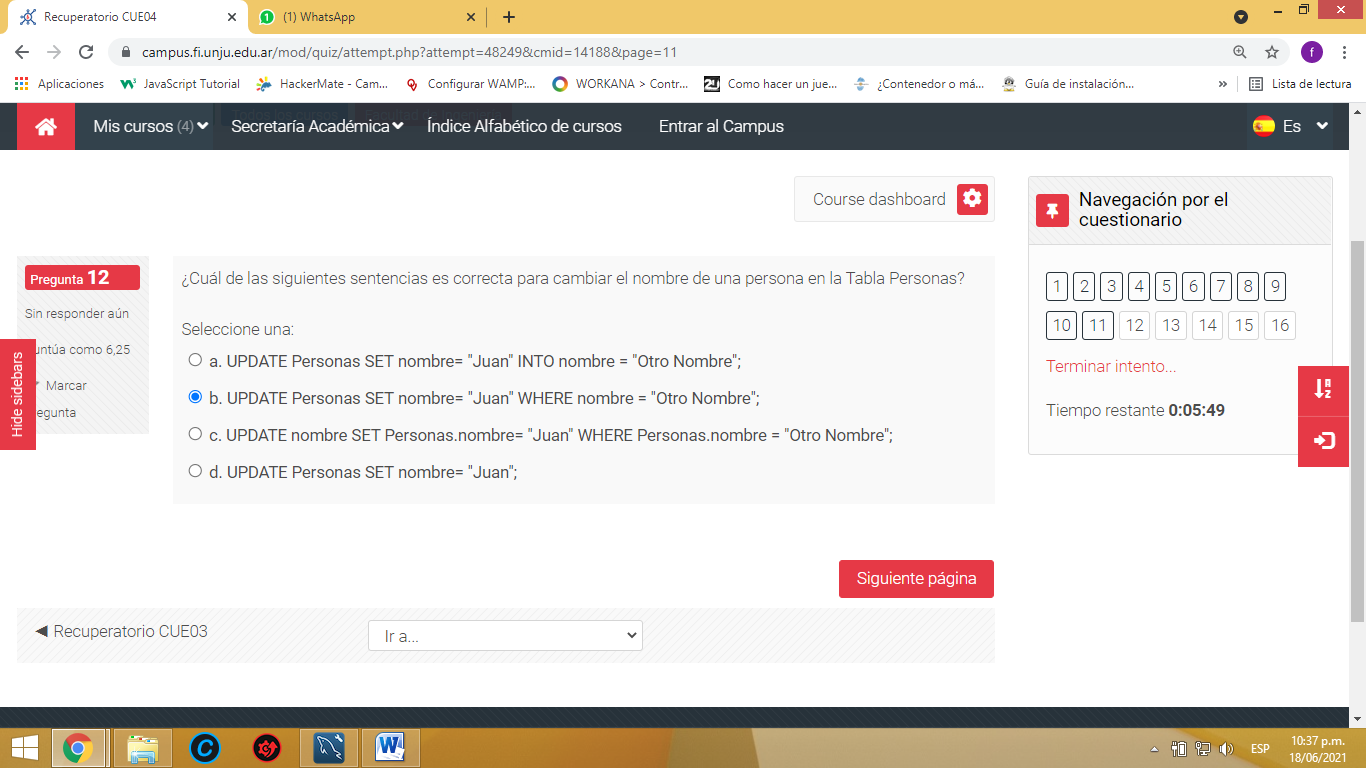 Recuperatorio CUE04
(1) WhatsApp
campus.fi.unju.edu.ar/mod/quiz/attempt.php?attempt=48249&cmid=14188&page=11
f
Aplicaciones JavaScript Tutorial HackerMate - Cam... Configurar WAMP:... WORKANA > Contr... Como hacer un jue... ¿Contenedor o má... Guía de instalación... » Lista de lectura
Mis cursos (4) Secretaría Académica Índice Alfabético de cursos Entrar al Campus Es
Course dashboard
Navegación por el
cuestionario
Pregunta 12
Sin responder aún
untúa como 6,25
Marcar
egunta
Hide sidebars
¿Cuál de las siguientes sentencias es correcta para cambiar el nombre de una persona en la Tabla Personas?
Seleccione una:
a. UPDATE Personas SET nombre= "Juan" INTO nombre = "Otro Nombre";
b. UPDATE Personas SET nombre= "Juan" WHERE nombre = "Otro Nombre";
c. UPDATE nombre SET Personas.nombre= "Juan" WHERE Personas.nombre = "Otro Nombre";
d. UPDATE Personas SET nombre= "Juan";
1 2 3 4 5 6 7 8 9
10 11 12 13 14 15 16
Terminar intento...
Tiempo restante 0:05:49
Siguiente página
◄ Recuperatorio CUE03
Ir a...
ESP
10:37 p.m.
18/06/2021